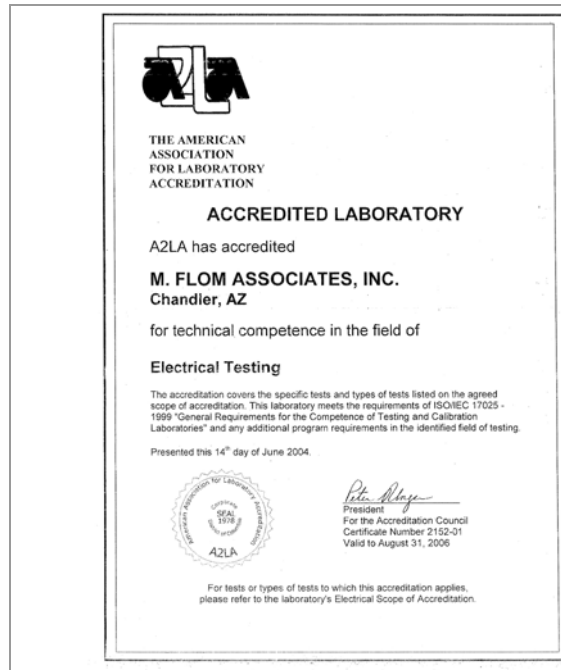 A2LA
THE AMERICAN
ASSOCIATION
FOR LABORATORY
ACCREDITATION
ACCREDITED LABORATORY
A2LA has accredited
M. FLOM ASSOCIATES, INC.
Chandler, AZ
for technical competence in the field of
Electrical Testing
The accreditation covers the specific tests and types of tests listed on the agreed
scope of accreditation. This laboratory meets the requirements of ISO/IEC 17025 -
1999 "General Requirements for the Competence of Testing and Calibration
Laboratories" and any additional program requirements in the identified field of testing.
Presented this 14th day of June 2004.
American Association for Laboratory Accreditation
Corporate
SEAL
1978
District of Columbia
A2LA
Peter
President
For the Accreditation Council
Certificate Number 2152-01
Valid to August 31, 2006
For tests or types of tests to which this accreditation applies,
please refer to the laboratory's Electrical Scope of Accreditation.